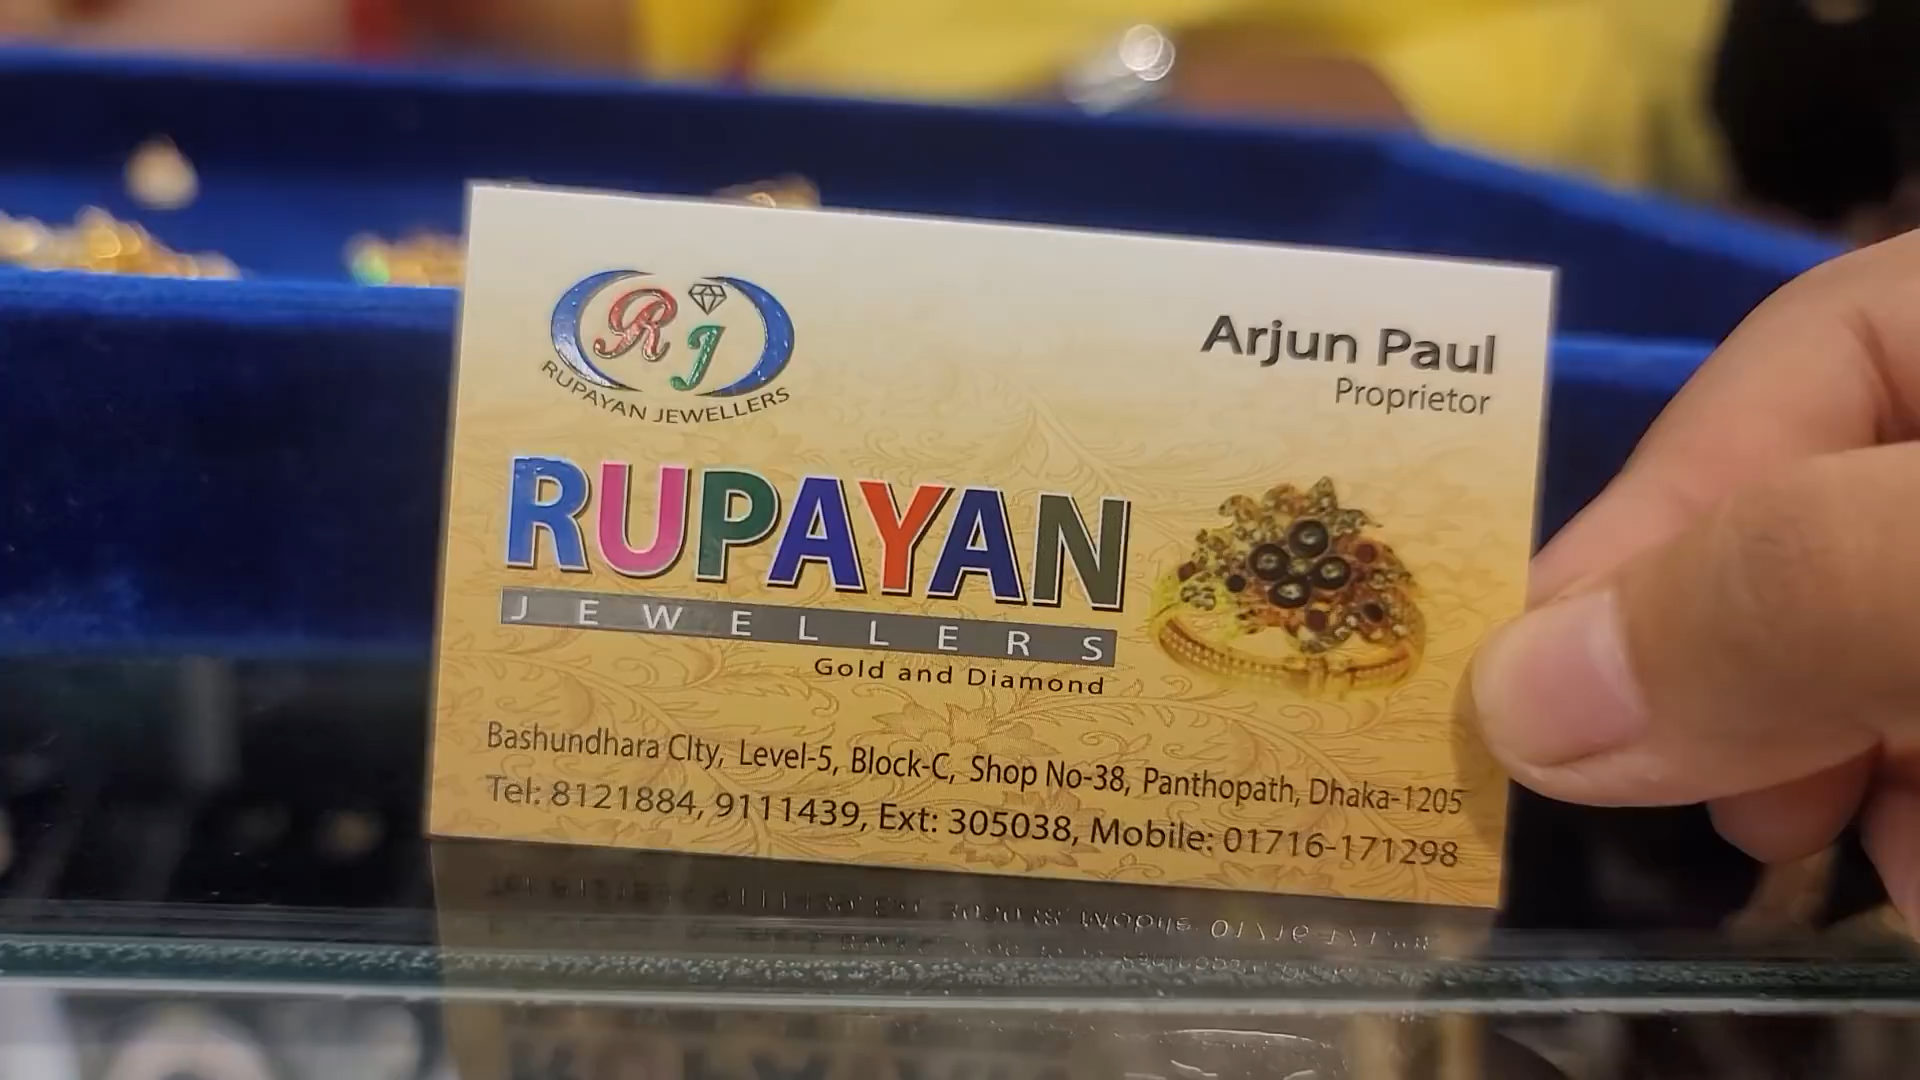 RJ
RUPAYAN JEWELLERS
Arjun Paul
Proprietor
RUPAYAN
JEWELLERS
Gold and Diamond
Bashundhara CIty, Level-5, Block-C, Shop No-38, Panthopath, Dhaka-1205
Tel: 8121884, 9111439, Ext: 305038, Mobile: 01716-171298